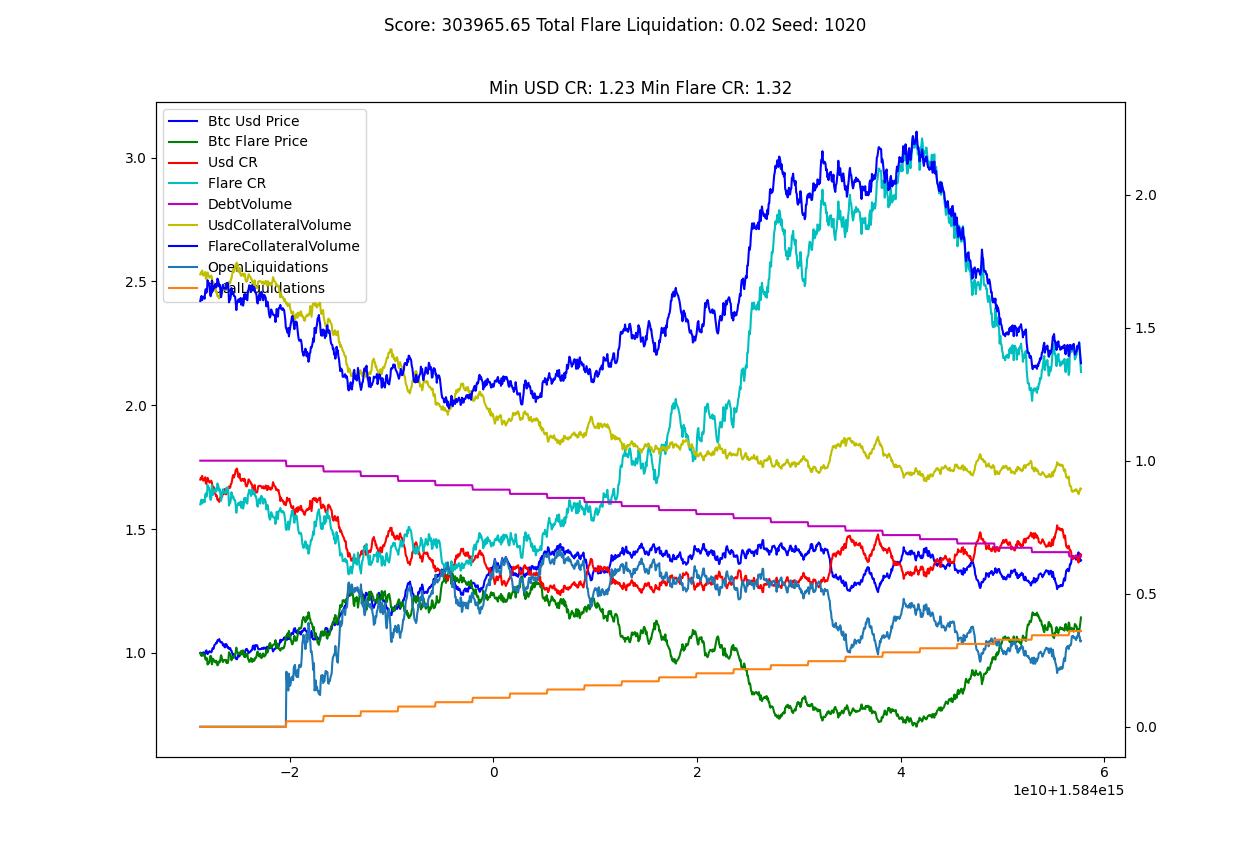 Score: 303965.65 Total Flare Liquidation: 0.02 Seed: 1020
Min USD CR: 1.23 Min Flare CR: 1.32
Btc Usd Price
Btc Flare Price
Usd CR
Flare CR
DebtVolume
UsdCollateralVolume
FlareCollateralVolume
OpenLiquidations
TotalLiquidations
3.0
2.5
2.0
1.5
1.0
2.0
1.5
1.0
0.5
0.0
−2 0 2 4 6
1e10+1.584e15